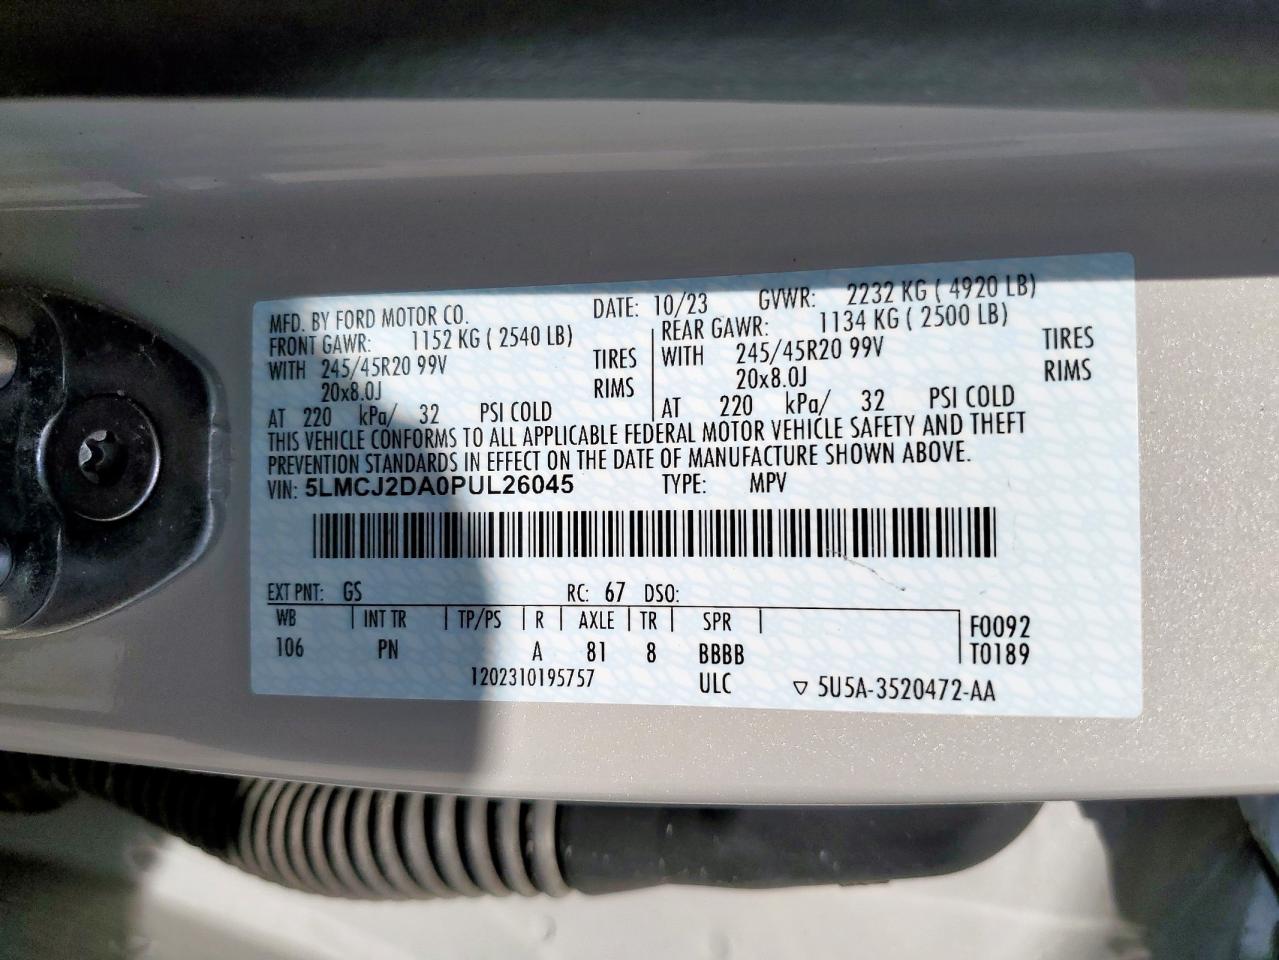 MFD. BY FORD MOTOR CO. DATE: 10/23 GVWR: 2232 KG ( 4920 LB)
FRONT GAWR: 1152 KG ( 2540 LB) REAR GAWR: 1134 KG ( 2500 LB)
WITH 245/45R20 99V TIRES WITH 245/45R20 99V TIRES
20x8.0J RIMS 20x8.0J RIMS
AT 220 kPa/ 32 PSI COLD AT 220 kPa/ 32 PSI COLD
THIS VEHICLE CONFORMS TO ALL APPLICABLE FEDERAL MOTOR VEHICLE SAFETY AND THEFT
PREVENTION STANDARDS IN EFFECT ON THE DATE OF MANUFACTURE SHOWN ABOVE.
VIN: 5LMCJ2DA0PUL26045 TYPE: MPV
EXT PNT: GS RC: 67 DSO:
WB INT TR TP/PS R AXLE TR SPR F0092
106 PN A 81 8 BBBB T0189
1202310195757 ULC ▽ 5U5A-3520472-AA